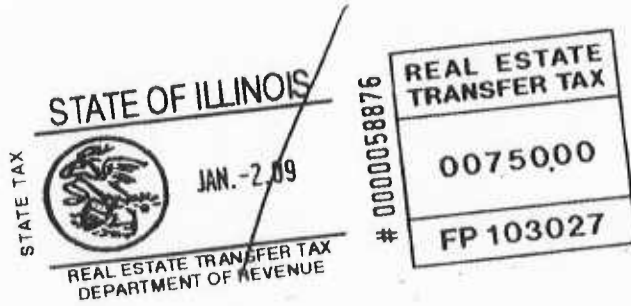 STATE TAX
STATE OF ILLINOIS
JAN.-2.09
REAL ESTATE TRANSFER TAX
DEPARTMENT OF REVENUE
# 0000058876
REAL ESTATE
TRANSFER TAX
0075000
FP 103027